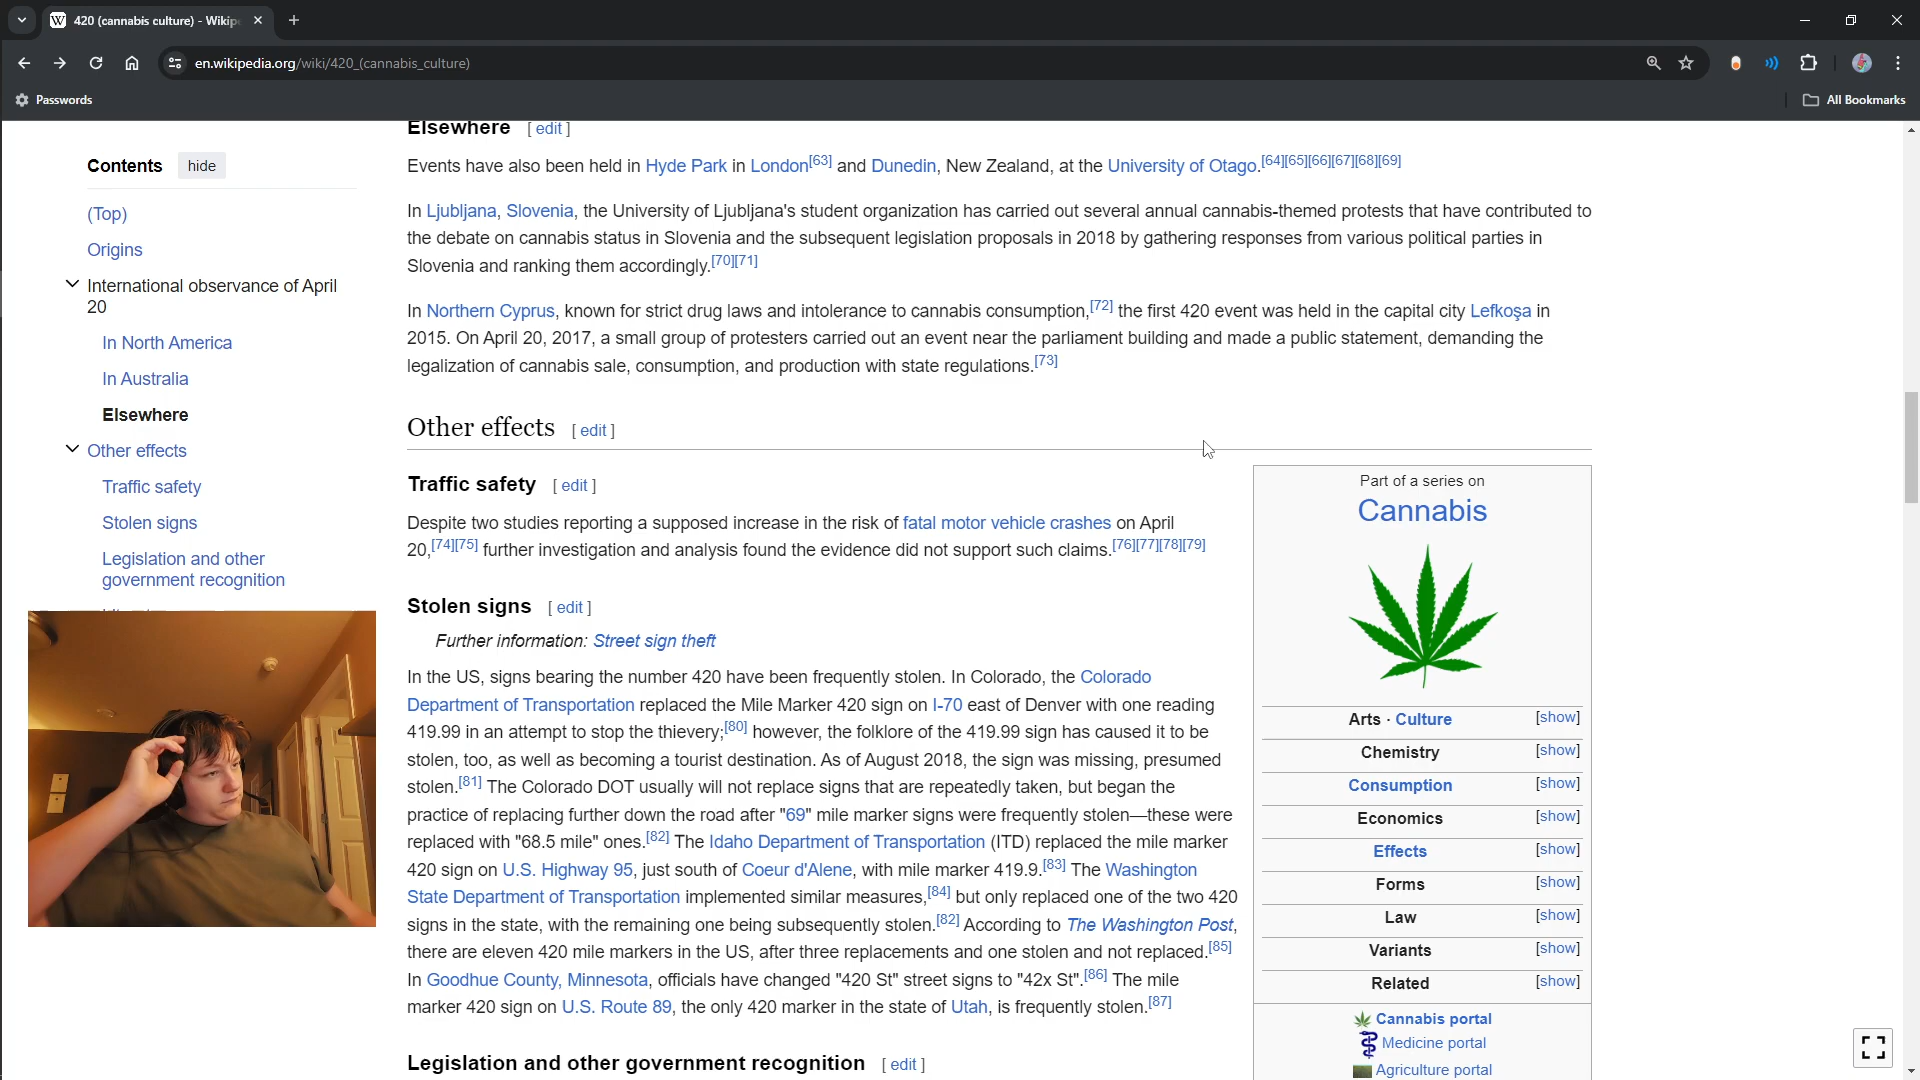 420 (cannabis culture) - Wikip
en.wikipedia.org/wiki/420_(cannabis_culture)
Passwords
All Bookmarks
Contents hide
(Top)
Origins
International observance of April
20
In North America
In Australia
Elsewhere
Other effects
Traffic safety
Stolen signs
Legislation and other
government recognition
Elsewhere [ edit ]
Events have also been held in Hyde Park in London[63] and Dunedin, New Zealand, at the University of Otago.[64][65][66][67][68][69]
In Ljubljana, Slovenia, the University of Ljubljana's student organization has carried out several annual cannabis-themed protests that have contributed to
the debate on cannabis status in Slovenia and the subsequent legislation proposals in 2018 by gathering responses from various political parties in
Slovenia and ranking them accordingly.[70][71]
In Northern Cyprus, known for strict drug laws and intolerance to cannabis consumption,[72] the first 420 event was held in the capital city Lefkoşa in
2015. On April 20, 2017, a small group of protesters carried out an event near the parliament building and made a public statement, demanding the
legalization of cannabis sale, consumption, and production with state regulations.[73]
Other effects [ edit ]
Traffic safety [ edit ]
Despite two studies reporting a supposed increase in the risk of fatal motor vehicle crashes on April
20,[74][75] further investigation and analysis found the evidence did not support such claims.[76][77][78][79]
Stolen signs [ edit ]
Further information: Street sign theft
In the US, signs bearing the number 420 have been frequently stolen. In Colorado, the Colorado
Department of Transportation replaced the Mile Marker 420 sign on I-70 east of Denver with one reading
419.99 in an attempt to stop the thievery;[80] however, the folklore of the 419.99 sign has caused it to be
stolen, too, as well as becoming a tourist destination. As of August 2018, the sign was missing, presumed
stolen.[81] The Colorado DOT usually will not replace signs that are repeatedly taken, but began the
practice of replacing further down the road after "69" mile marker signs were frequently stolen—these were
replaced with "68.5 mile" ones.[82] The Idaho Department of Transportation (ITD) replaced the mile marker
420 sign on U.S. Highway 95, just south of Coeur d'Alene, with mile marker 419.9.[83] The Washington
State Department of Transportation implemented similar measures,[84] but only replaced one of the two 420
signs in the state, with the remaining one being subsequently stolen.[82] According to The Washington Post,
there are eleven 420 mile markers in the US, after three replacements and one stolen and not replaced.[85]
In Goodhue County, Minnesota, officials have changed "420 St" street signs to "42x St".[86] The mile
marker 420 sign on U.S. Route 89, the only 420 marker in the state of Utah, is frequently stolen.[87]
Legislation and other government recognition [ edit ]
Part of a series on
Cannabis
Arts · Culture [show]
Chemistry [show]
Consumption [show]
Economics [show]
Effects [show]
Forms [show]
Law [show]
Variants [show]
Related [show]
Cannabis portal
Medicine portal
Agriculture portal